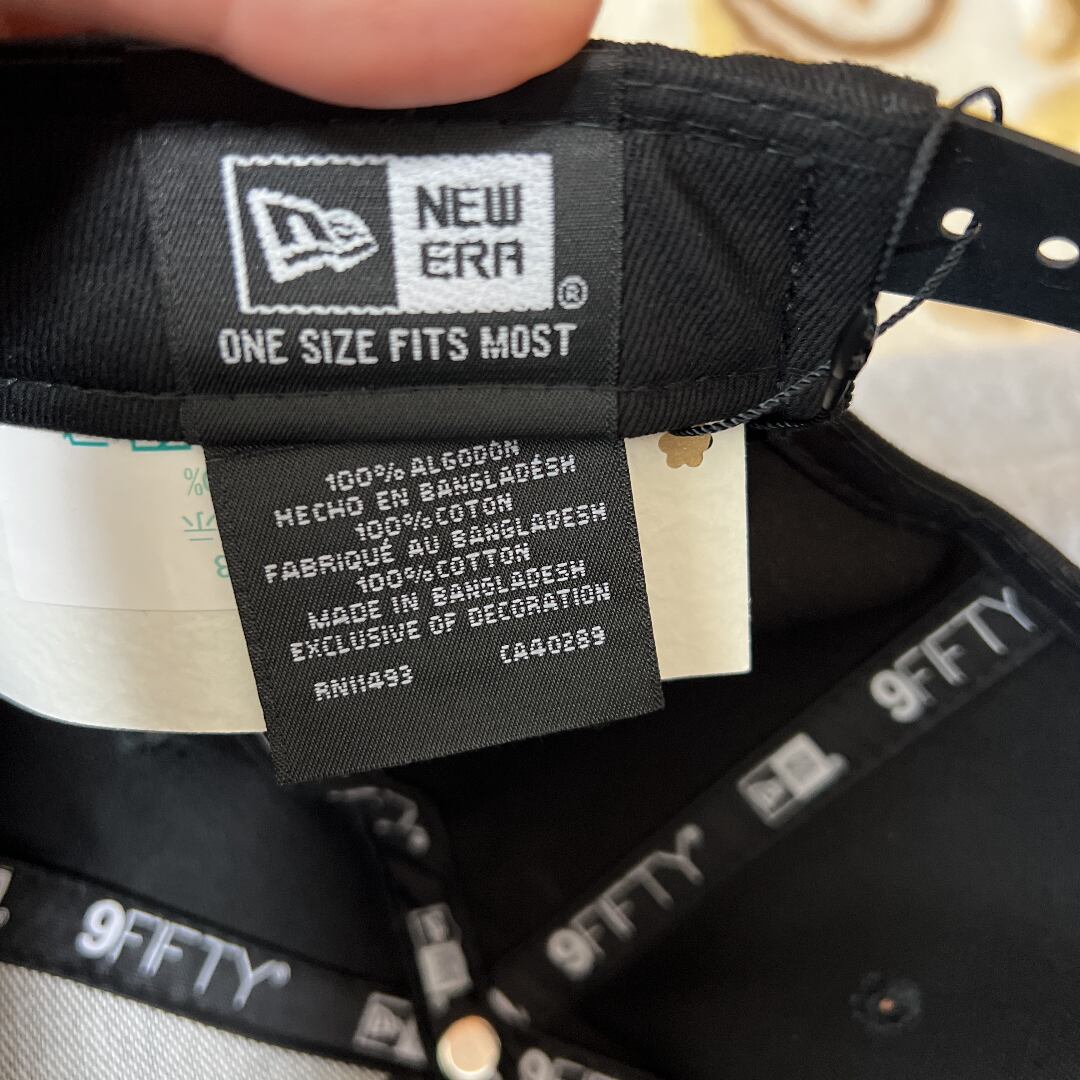 NEW
ERA
®
ONE SIZE FITS MOST
100% ALGODÓN
HECHO EN BANGLADÉSH
100% COTON
FABRIQUÉ AU BANGLADESH
100% COTTON
MADE IN BANGLADESH
EXCLUSIVE OF DECORATION
RN11493 CA40289
9FIFTY
9FIFTY
9FIFTY